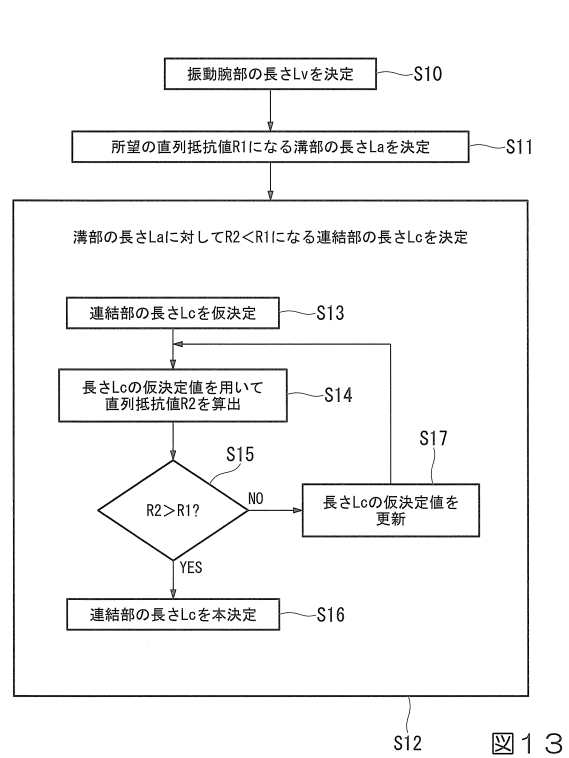 振動腕部の長さLvを決定
S10
所望の直列抵抗値R1になる溝部の長さLaを決定
S11
溝部の長さLaに対してR2<R1になる連結部の長さLcを決定
連結部の長さLcを仮決定
S13
長さLcの仮決定値を用いて
直列抵抗値R2を算出
S14
S15
R2>R1?
NO
YES
S17
長さLcの仮決定値を
更新
連結部の長さLcを本決定
S16
S12
図13